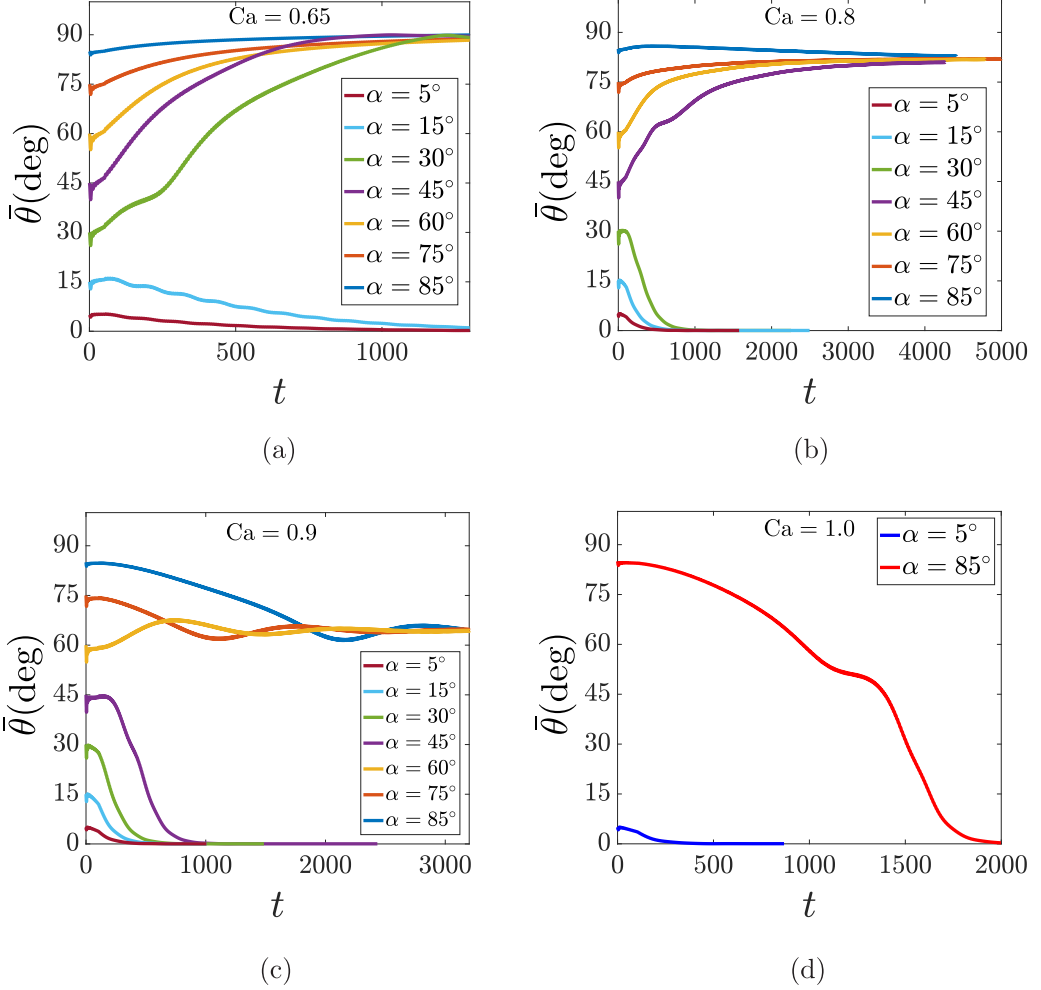 Ca = 0.65
90
75
60
45
30
15
0
θ̄(deg)
α = 5°
α = 15°
α = 30°
α = 45°
α = 60°
α = 75°
α = 85°
0 500 1000
t
(a)
Ca = 0.8
90
75
60
45
30
15
0
θ̄(deg)
α = 5°
α = 15°
α = 30°
α = 45°
α = 60°
α = 75°
α = 85°
0 1000 2000 3000 4000 5000
t
(b)
Ca = 0.9
90
75
60
45
30
15
0
θ̄(deg)
α = 5°
α = 15°
α = 30°
α = 45°
α = 60°
α = 75°
α = 85°
0 1000 2000 3000
t
(c)
Ca = 1.0
90
75
60
45
30
15
0
θ̄(deg)
α = 5°
α = 85°
0 500 1000 1500 2000
t
(d)